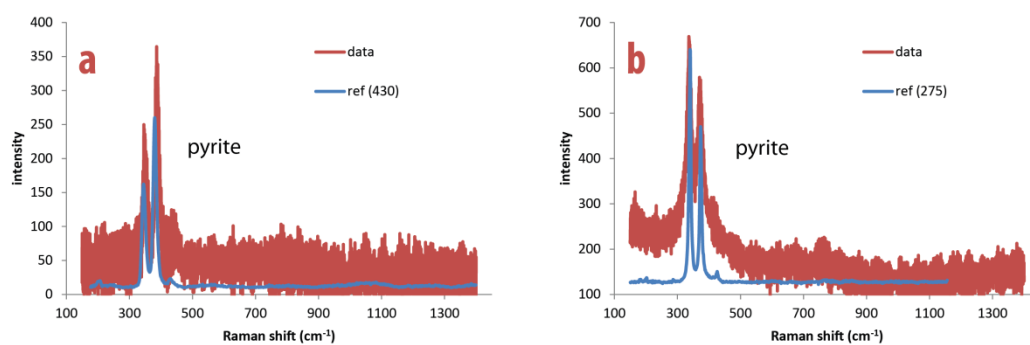 a
data
ref (430)
pyrite
intensity
400
350
300
250
200
150
100
50
0
100 300 500 700 900 1100 1300
Raman shift (cm⁻¹)
b
data
ref (275)
pyrite
intensity
700
600
500
400
300
200
100
100 300 500 700 900 1100 1300
Raman shift (cm⁻¹)